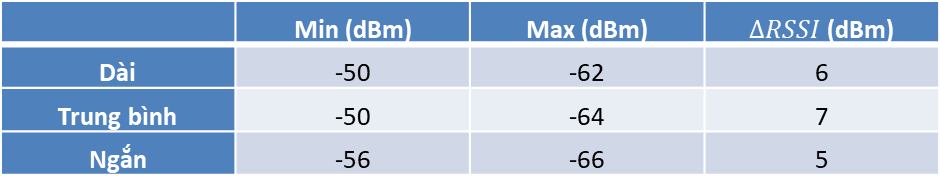 Min (dBm) Max (dBm) ΔRSSI (dBm)
Dài -50 -62 6
Trung bình -50 -64 7
Ngắn -56 -66 5